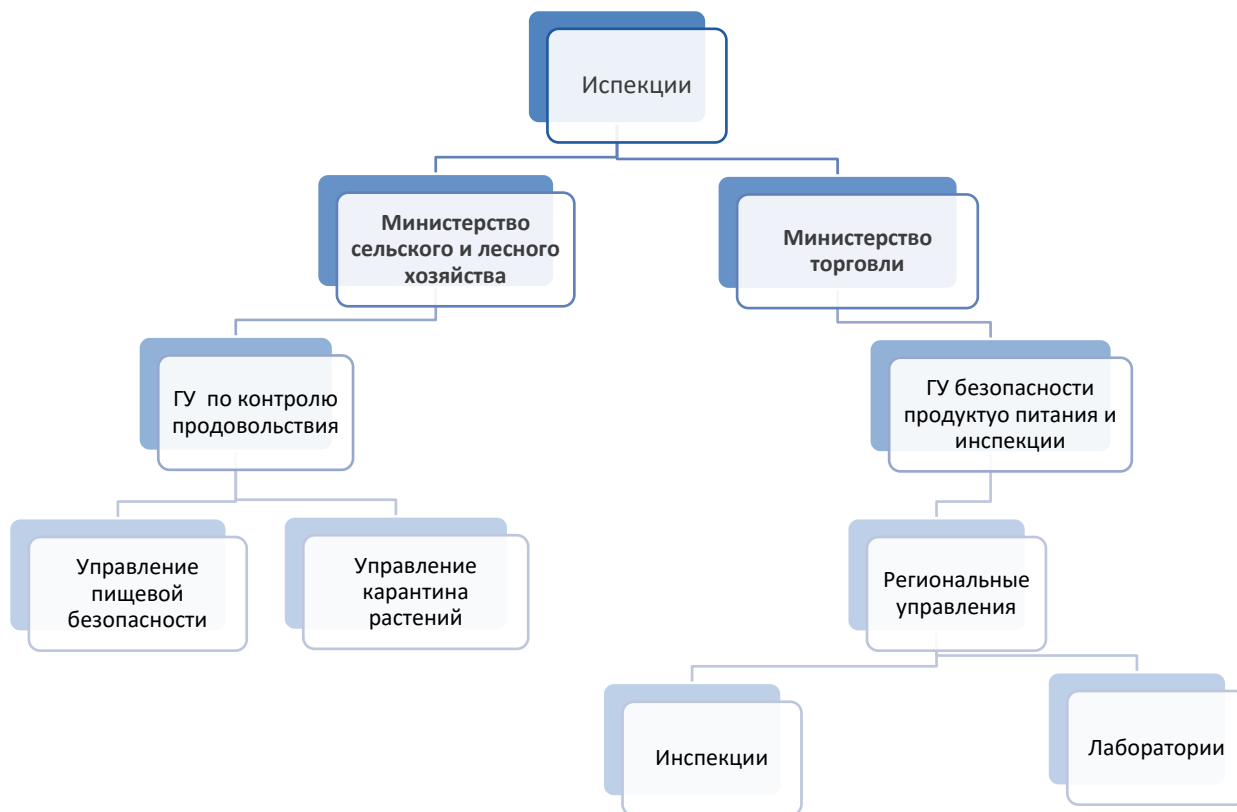 Испекции
Министерство
сельского и лесного
хозяйства
Министерство
торговли
ГУ по контролю
продовольствия
ГУ безопасности
продуктуо питания и
инспекции
Управление
пищевой
безопасности
Управление
карантина
растений
Региональные
управления
Инспекции
Лаборатории